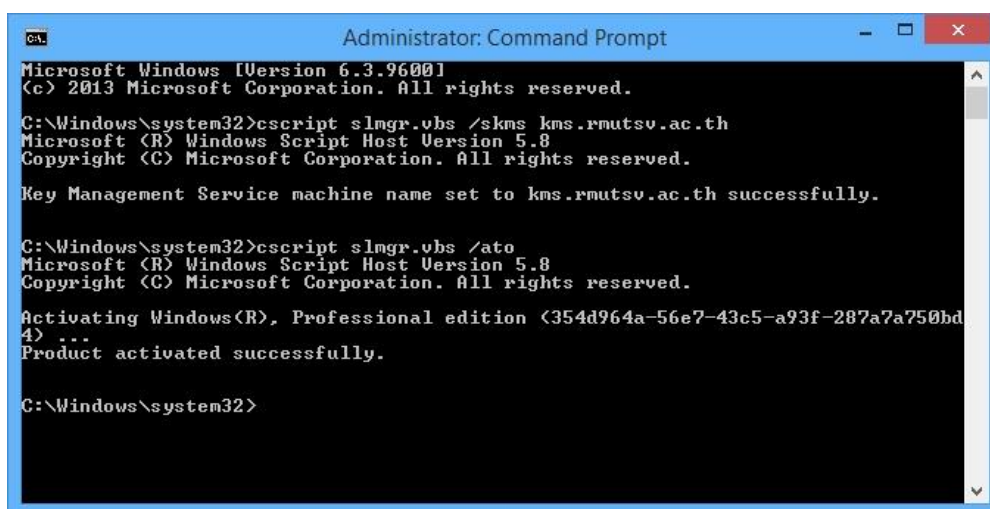 Administrator: Command Prompt
Microsoft Windows [Version 6.3.9600]
(c) 2013 Microsoft Corporation. All rights reserved.
C:\Windows\system32>cscript slmgr.vbs /skms kms.rmutsv.ac.th
Microsoft (R) Windows Script Host Version 5.8
Copyright (C) Microsoft Corporation. All rights reserved.
Key Management Service machine name set to kms.rmutsv.ac.th successfully.
C:\Windows\system32>cscript slmgr.vbs /ato
Microsoft (R) Windows Script Host Version 5.8
Copyright (C) Microsoft Corporation. All rights reserved.
Activating Windows(R), Professional edition (354d964a-56e7-43c5-a93f-287a7a750bd
4) ...
Product activated successfully.
C:\Windows\system32>